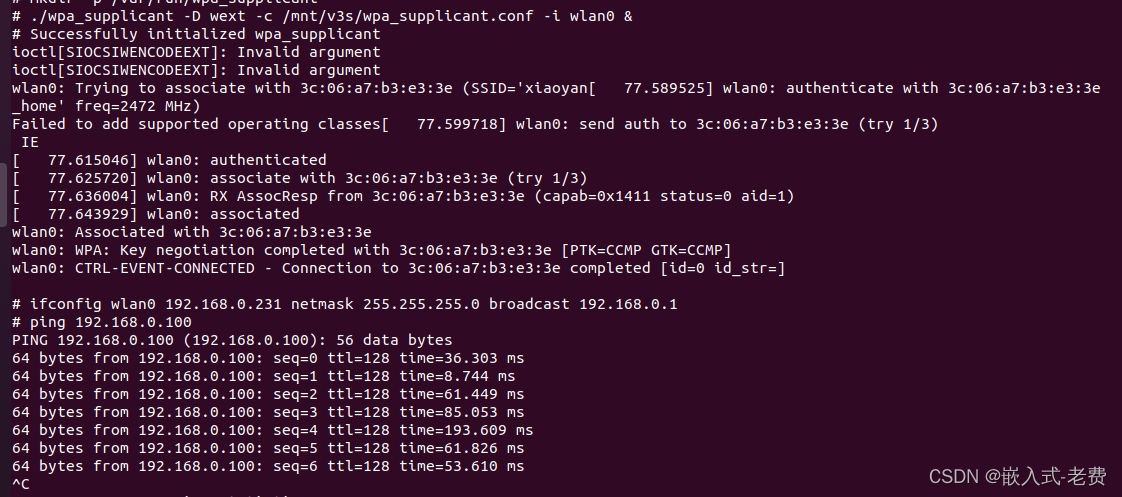 # mkdir -p /var/run/wpa_supplicant
# ./wpa_supplicant -D wext -c /mnt/v3s/wpa_supplicant.conf -i wlan0 &
# Successfully initialized wpa_supplicant
ioctl[SIOCSIWENCODEEXT]: Invalid argument
ioctl[SIOCSIWENCODEEXT]: Invalid argument
wlan0: Trying to associate with 3c:06:a7:b3:e3:3e (SSID='xiaoyan[   77.589525] wlan0: authenticate with 3c:06:a7:b3:e3:3e
_home' freq=2472 MHz)
Failed to add supported operating classes[   77.599718] wlan0: send auth to 3c:06:a7:b3:e3:3e (try 1/3)
 IE
[   77.615046] wlan0: authenticated
[   77.625720] wlan0: associate with 3c:06:a7:b3:e3:3e (try 1/3)
[   77.636004] wlan0: RX AssocResp from 3c:06:a7:b3:e3:3e (capab=0x1411 status=0 aid=1)
[   77.643929] wlan0: associated
wlan0: Associated with 3c:06:a7:b3:e3:3e
wlan0: WPA: Key negotiation completed with 3c:06:a7:b3:e3:3e [PTK=CCMP GTK=CCMP]
wlan0: CTRL-EVENT-CONNECTED - Connection to 3c:06:a7:b3:e3:3e completed [id=0 id_str=]
# ifconfig wlan0 192.168.0.231 netmask 255.255.255.0 broadcast 192.168.0.1
# ping 192.168.0.100
PING 192.168.0.100 (192.168.0.100): 56 data bytes
64 bytes from 192.168.0.100: seq=0 ttl=128 time=36.303 ms
64 bytes from 192.168.0.100: seq=1 ttl=128 time=8.744 ms
64 bytes from 192.168.0.100: seq=2 ttl=128 time=61.449 ms
64 bytes from 192.168.0.100: seq=3 ttl=128 time=85.053 ms
64 bytes from 192.168.0.100: seq=4 ttl=128 time=193.609 ms
64 bytes from 192.168.0.100: seq=5 ttl=128 time=61.826 ms
64 bytes from 192.168.0.100: seq=6 ttl=128 time=53.610 ms
^C
CSDN @嵌入式-老费